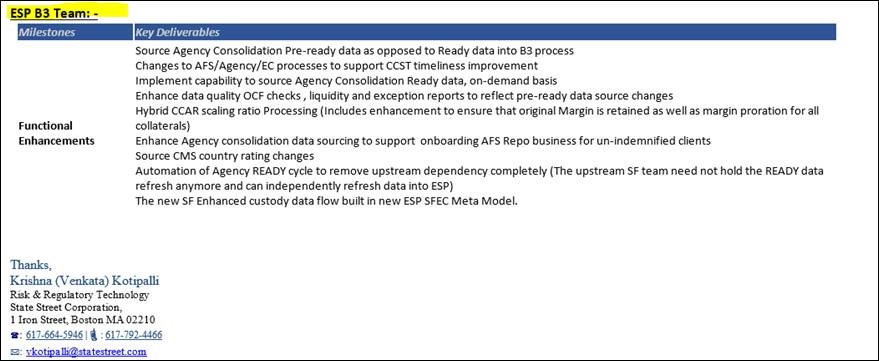 ESP B3 Team: -
Milestones Key Deliverables
Source Agency Consolidation Pre-ready data as opposed to Ready data into B3 process
Changes to AFS/Agency/EC processes to support CCST timeliness improvement
Implement capability to source Agency Consolidation Ready data, on-demand basis
Enhance data quality OCF checks , liquidity and exception reports to reflect pre-ready data source changes
Hybrid CCAR scaling ratio Processing (Includes enhancement to ensure that original Margin is retained as well as margin proration for all
collaterals)
Functional
Enhancements
Enhance Agency consolidation data sourcing to support onboarding AFS Repo business for un-indemnified clients
Source CMS country rating changes
Automation of Agency READY cycle to remove upstream dependency completely (The upstream SF team need not hold the READY data
refresh anymore and can independently refresh data into ESP)
The new SF Enhanced custody data flow built in new ESP SFEC Meta Model.
Thanks,
Krishna (Venkata) Kotipalli
Risk & Regulatory Technology
State Street Corporation,
1 Iron Street, Boston MA 02210
☎: 617-664-5946 | 📱 : 617-792-4466
✉: vkotipalli@statestreet.com